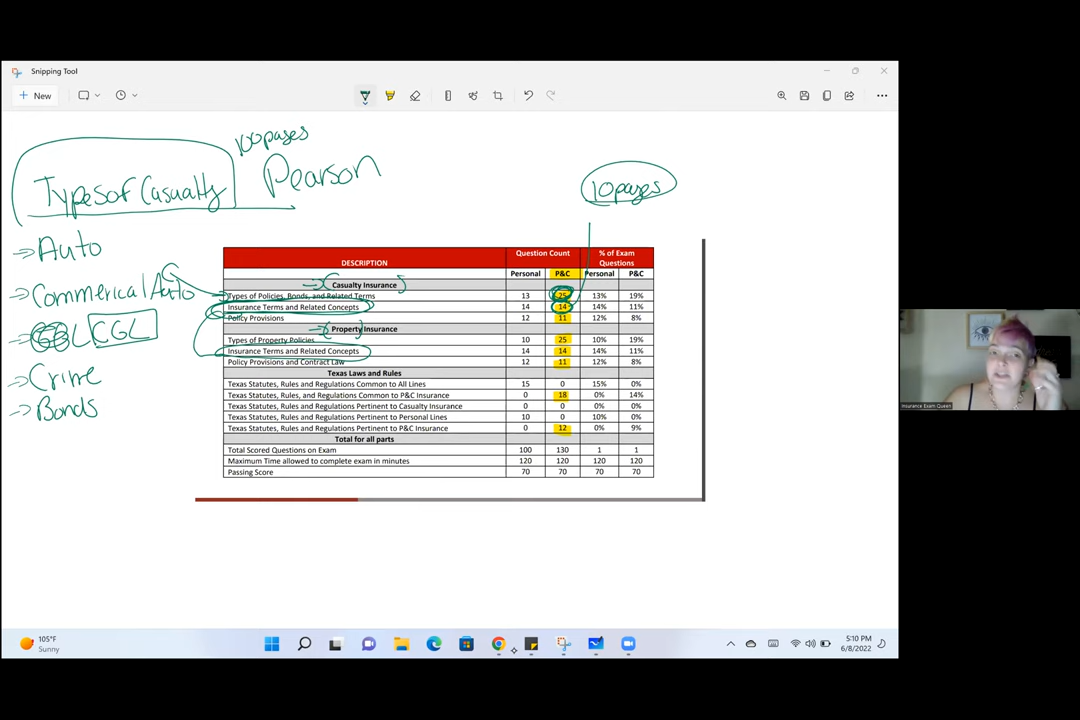 Snipping Tool
New
100 pages
Types of Casualty Pearson
10 pages
→ Auto
→ Commerical Auto
→ L CGL
→ Crime
→ Bonds
DESCRIPTION Question Count % of Exam Questions
Personal P&C Personal P&C
Casualty Insurance
Types of Policies, Bonds, and Related Terms 13 25 13% 19%
Insurance Terms and Related Concepts 14 14 14% 11%
Policy Provisions 12 11 12% 8%
Property Insurance
Types of Property Policies 10 25 10% 19%
Insurance Terms and Related Concepts 14 14 14% 11%
Policy Provisions and Contract Law 12 11 12% 8%
Texas Laws and Rules
Texas Statutes, Rules and Regulations Common to All Lines 15 0 15% 0%
Texas Statutes, Rules, and Regulations Common to P&C Insurance 0 18 0% 14%
Texas Statutes, Rules and Regulations Pertinent to Casualty Insurance 0 0 0% 0%
Texas Statutes, Rules and Regulations Pertinent to Personal Lines 10 0 10% 0%
Texas Statutes, Rules and Regulations Pertinent to P&C Insurance 0 12 0% 9%
Total for all parts
Total Scored Questions on Exam 100 130 1 1
Maximum Time allowed to complete exam in minutes 120 120 120 120
Passing Score 70 70 70 70
Insurance Exam Queen
105°F
Sunny
5:10 PM
6/8/2022